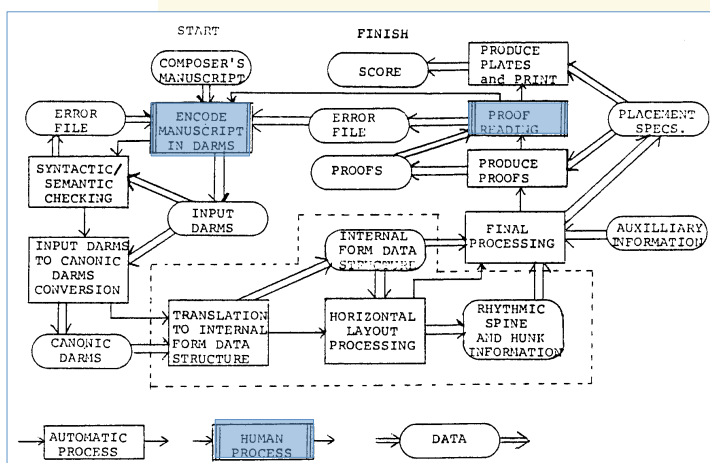 START
FINISH
COMPOSER'S
MANUSCRIPT
SCORE
PRODUCE
PLATES
and PRINT
ERROR
FILE
ENCODE
MANUSCRIPT
IN DARMS
ERROR
FILE
PROOF
READING
PLACEMENT
SPECS.
SYNTACTIC/
SEMANTIC
CHECKING
PROOFS
PRODUCE
PROOFS
INPUT
DARMS
INPUT DARMS
TO CANONIC
DARMS
CONVERSION
INTERNAL
FORM DATA
STRUCTURE
FINAL
PROCESSING
AUXILLIARY
INFORMATION
CANONIC
DARMS
TRANSLATION
TO INTERNAL
FORM DATA
STRUCTURE
HORIZONTAL
LAYOUT
PROCESSING
RHYTHMIC
SPINE
AND HUNK
INFORMATION
AUTOMATIC
PROCESS
HUMAN
PROCESS
DATA